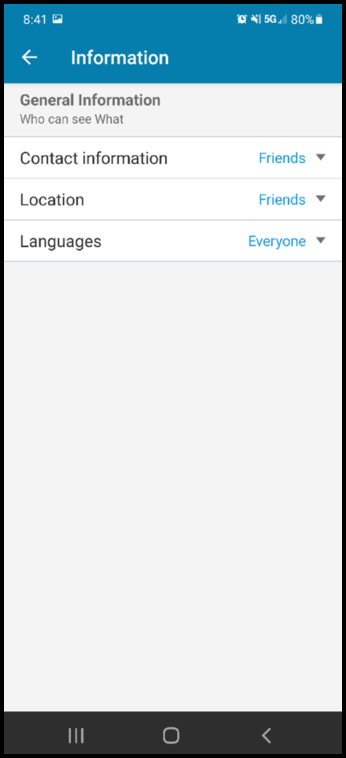 8:41 5G 80%
Information
General Information
Who can see What
Contact information Friends
Location Friends
Languages Everyone